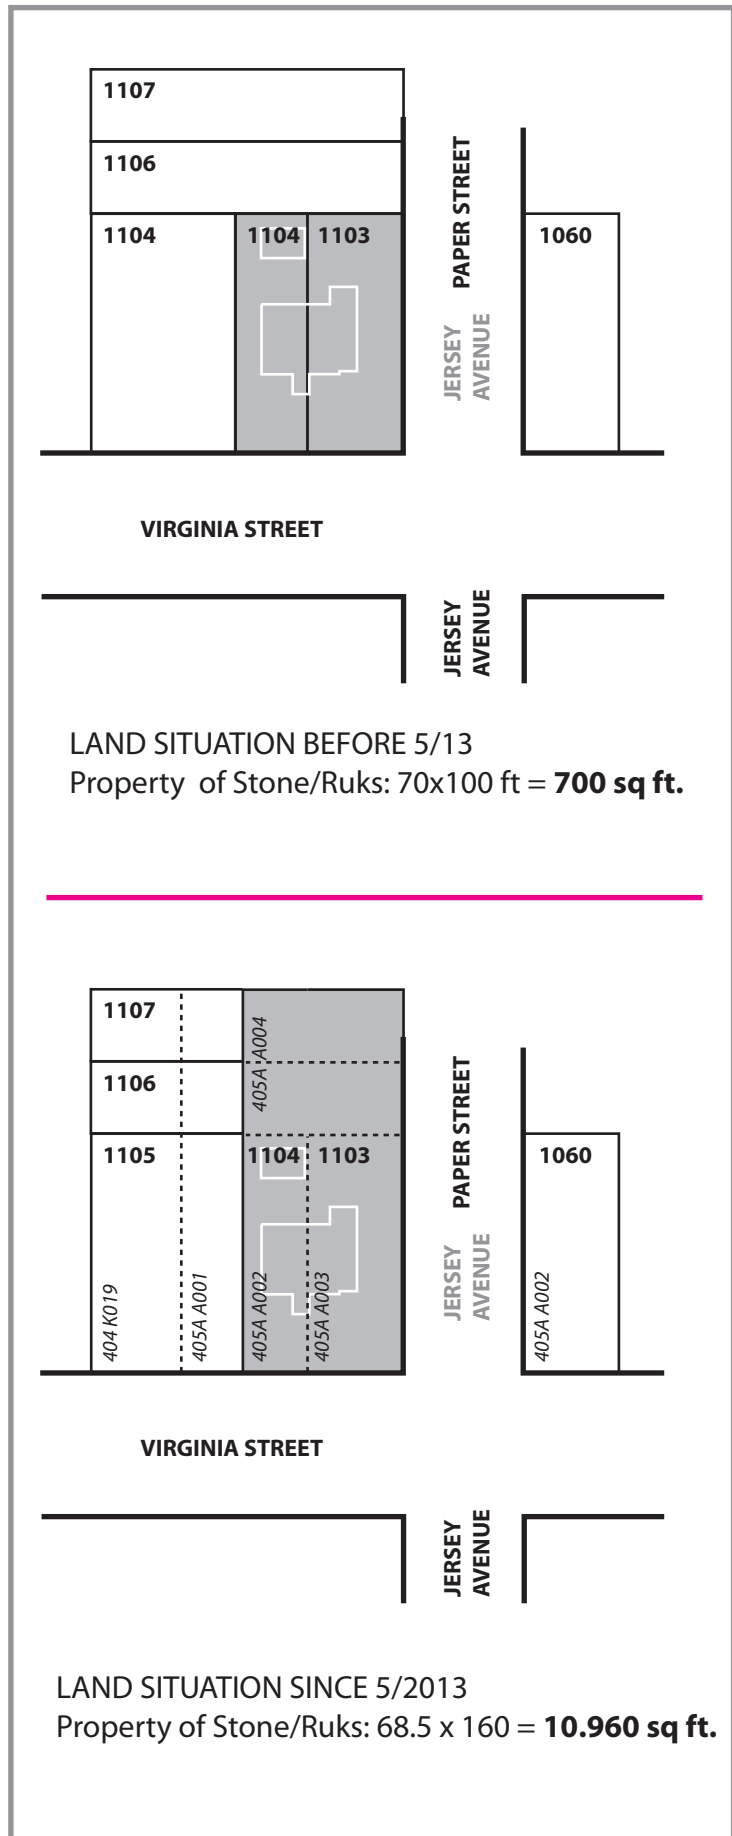 1107
1106
1104
1104 1103
1060
PAPER STREET
JERSEY
AVENUE
VIRGINIA STREET
JERSEY
AVENUE
LAND SITUATION BEFORE 5/13
Property of Stone/Ruks: 70x100 ft = 700 sq ft.
1107
405A A004
1106
1105
1104 1103
1060
PAPER STREET
JERSEY
AVENUE
404 K019
405A A001
405A A002
405A A003
405A A002
VIRGINIA STREET
JERSEY
AVENUE
LAND SITUATION SINCE 5/2013
Property of Stone/Ruks: 68.5 x 160 = 10.960 sq ft.